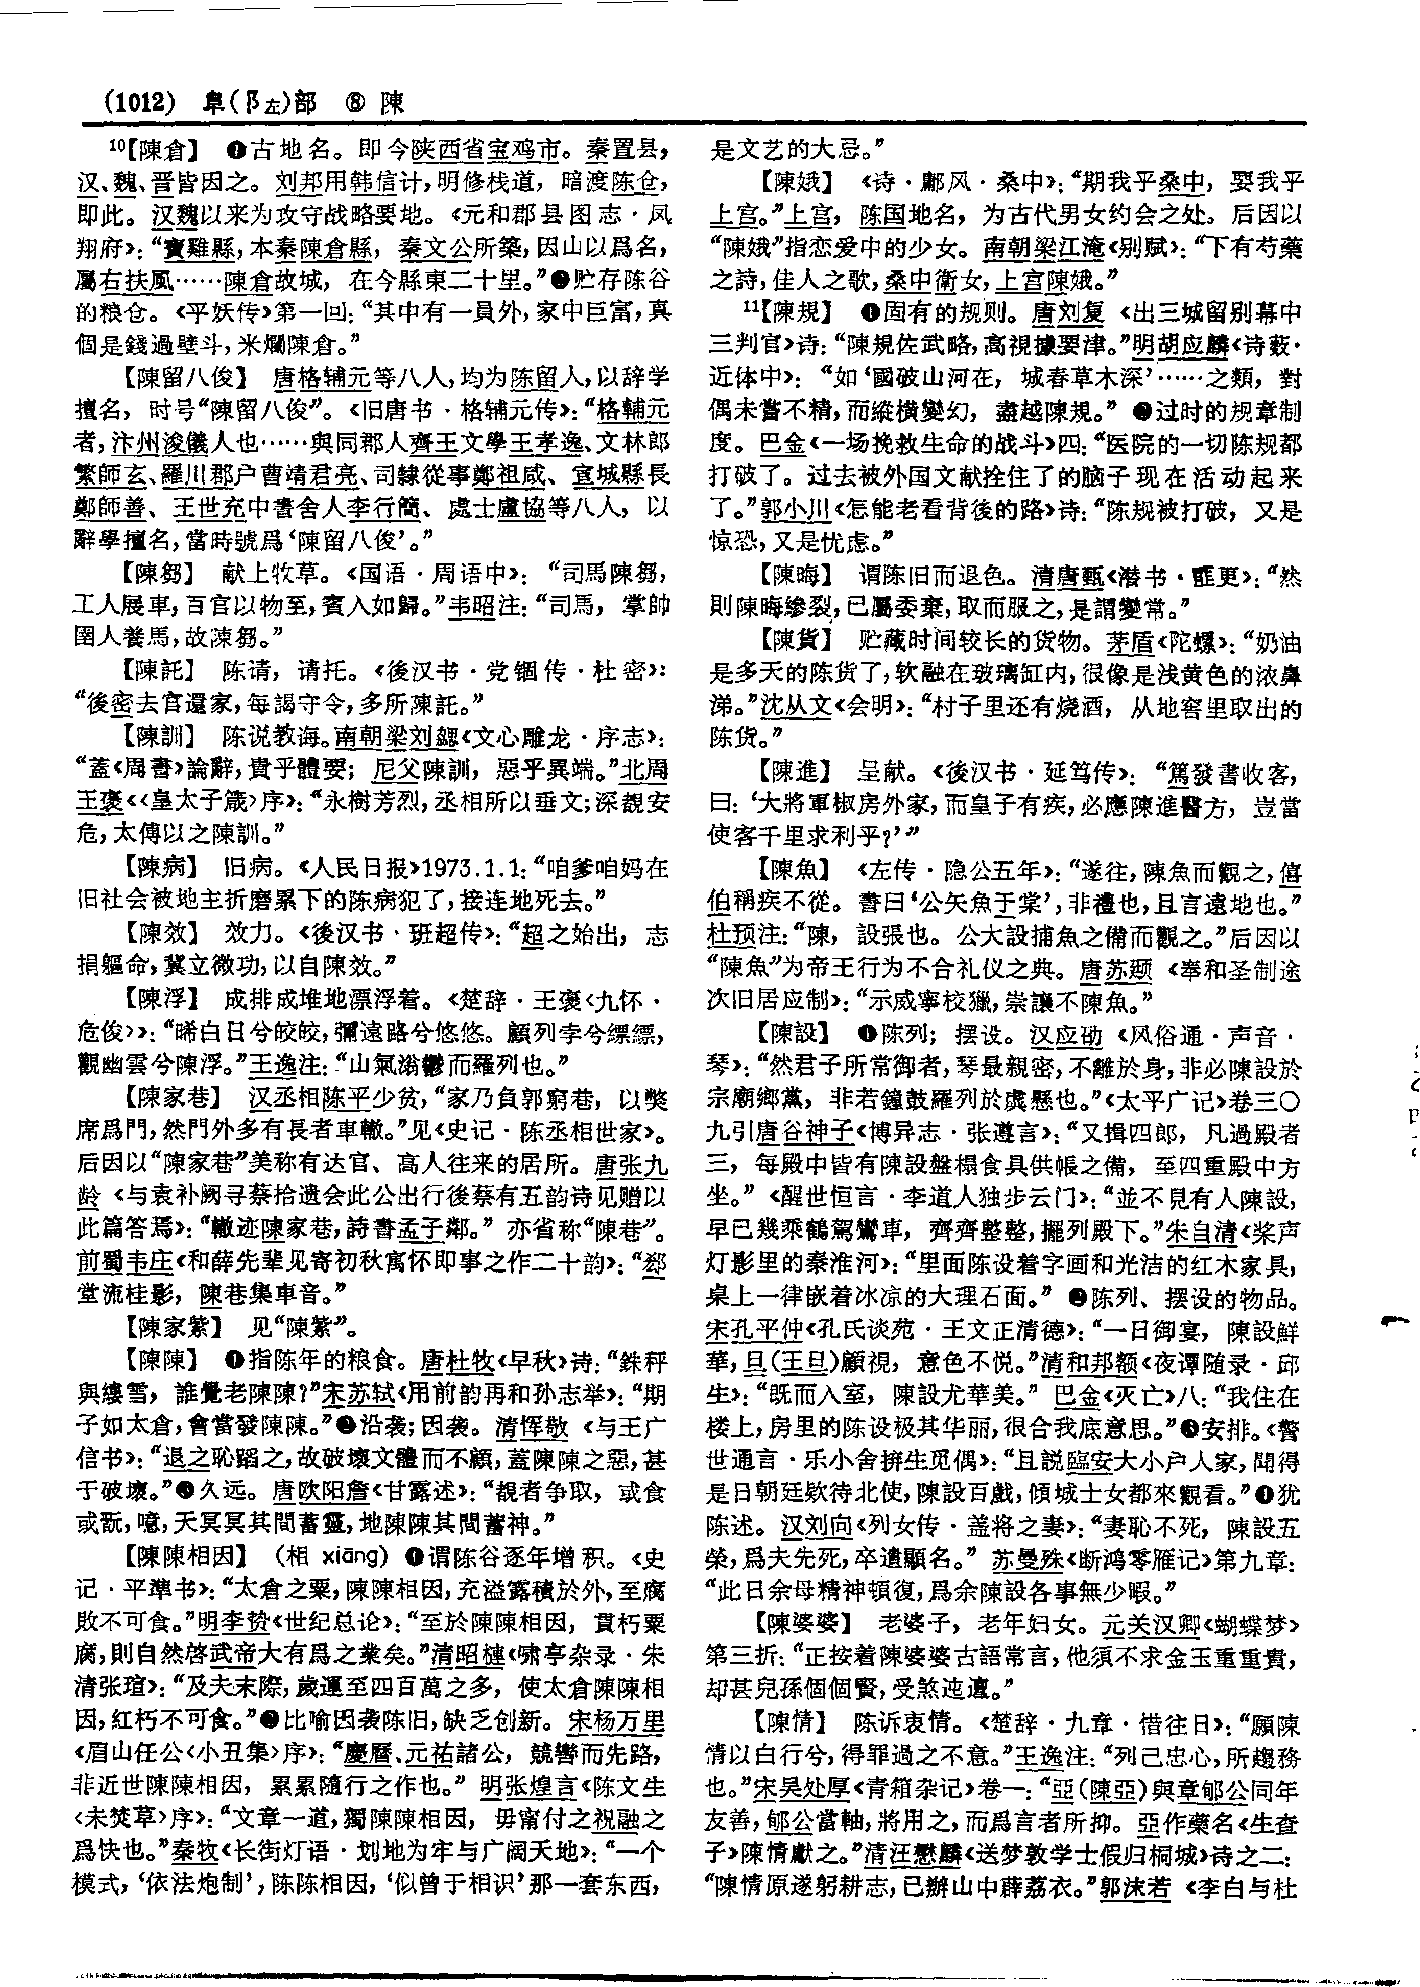 (1012) 阜(阝左)部 ⑧ 陳
10【陳倉】 ❶古地名。即今陕西省宝鸡市。秦置县，
汉、魏、晋皆因之。刘邦用韩信计，明修栈道，暗渡陈仓，
即此。汉魏以来为攻守战略要地。《元和郡县图志·凤
翔府》：“寶雞縣，本秦陳倉縣，秦文公所築，因山以爲名，
屬右扶風……陳倉故城，在今縣東二十里。”❷贮存陈谷
的粮仓。《平妖传》第一回：“其中有一員外，家中巨富，真
個是錢過壁斗，米爛陳倉。”
【陳留八俊】 唐格辅元等八人，均为陈留人，以辞学
擅名，时号“陳留八俊”。《旧唐书·格辅元传》：“格輔元
者，汴州浚儀人也……與同郡人齊王文學王孝逸、文林郎
繁師玄、羅川郡户曹靖君亮、司隸從事鄭祖咸、宣城縣長
鄭師善、王世充中書舍人李行簡、處士盧協等八人，以
辭學擅名，當時號爲‘陳留八俊’。”
【陳芻】 献上牧草。《国语·周语中》：“司馬陳芻，
工人展車，百官以物至，賓入如歸。”韦昭注：“司馬，掌帥
圉人養馬，故陳芻。”
【陳託】 陈请，请托。《後汉书·党锢传·杜密》：
“後密去官還家，每謁守令，多所陳託。”
【陳訓】 陈说教诲。南朝梁刘勰《文心雕龙·序志》：
“蓋《周書》論辭，貴乎體要；尼父陳訓，惡乎異端。”北周
王褒《〈皇太子箴〉序》：“永樹芳烈，丞相所以垂文；深覩安
危，太傅以之陳訓。”
【陳病】 旧病。《人民日报》1973.1.1：“咱爹咱妈在
旧社会被地主折磨累下的陈病犯了，接连地死去。”
【陳效】 效力。《後汉书·班超传》：“超之始出，志
捐軀命，冀立微功，以自陳效。”
【陳浮】 成排成堆地漂浮着。《楚辞·王褒〈九怀·
危俊〉》：“晞白日兮皎皎，彌遠路兮悠悠。顧列孛兮縹縹，
觀幽雲兮陳浮。”王逸注：“山氣滃鬱而羅列也。”
【陳家巷】 汉丞相陈平少贫，“家乃負郭窮巷，以獘
席爲門，然門外多有長者車轍。”见《史记·陈丞相世家》。
后因以“陳家巷”美称有达官、高人往来的居所。唐张九
龄《与袁补阙寻蔡拾遗会此公出行後蔡有五韵诗见赠以
此篇答焉》：“轍迹陳家巷，詩書孟子鄰。”亦省称“陳巷”。
前蜀韦庄《和薛先辈见寄初秋寓怀即事之作二十韵》：“郄
堂流桂影，陳巷集車音。”
【陳家紫】 见“陳紫”。
【陳陳】 ❶指陈年的粮食。唐杜牧《早秋》诗：“銖秤
與縷雪，誰覺老陳陳？”宋苏轼《用前韵再和孙志举》：“期
子如太倉，會當發陳陳。”❷沿袭；因袭。清恽敬《与王广
信书》：“退之恥蹈之，故破壞文體而不顧，蓋陳陳之惡，甚
于破壞。”❸久远。唐欧阳詹《甘露述》：“覩者争取，或食
或翫，噫，天冥冥其間蓄靈，地陳陳其間蓄神。”
【陳陳相因】 （相 xiāng）❶谓陈谷逐年增积。《史
记·平準书》：“太倉之粟，陳陳相因，充溢露積於外，至腐
敗不可食。”明李贽《世纪总论》：“至於陳陳相因，貫朽粟
腐，則自然啓武帝大有爲之業矣。”清昭梿《啸亭杂录·朱
清张瑄》：“及夫末際，歲運至四百萬之多，使太倉陳陳相
因，紅朽不可食。”❷比喻因袭陈旧，缺乏创新。宋杨万里
《眉山任公〈小丑集〉序》：“慶曆、元祐諸公，競轡而先路，
非近世陳陳相因，累累隨行之作也。”明张煌言《陈文生
〈未焚草〉序》：“文章一道，獨陳陳相因，毋甯付之祝融之
爲快也。”秦牧《长街灯语·划地为牢与广阔天地》：“一个
模式，‘依法炮制’，陈陈相因，‘似曾于相识’那一套东西，
是文艺的大忌。”
【陳娥】 《诗·鄘风·桑中》：“期我乎桑中，要我乎
上宫。”上宫，陈国地名，为古代男女约会之处。后因以
“陳娥”指恋爱中的少女。南朝梁江淹《别赋》：“下有芍藥
之詩，佳人之歌，桑中衛女，上宫陳娥。”
11【陳規】 ❶固有的规则。唐刘复《出三城留别幕中
三判官》诗：“陳規佐武略，高視據要津。”明胡应麟《诗薮·
近体中》：“如‘國破山河在，城春草木深’……之類，對
偶未嘗不精，而縱横變幻，盡越陳規。”❷过时的规章制
度。巴金《一场挽救生命的战斗》四：“医院的一切陈规都
打破了。过去被外国文献拴住了的脑子现在活动起来
了。”郭小川《怎能老看背後的路》诗：“陈规被打破，又是
惊恐，又是忧虑。”
【陳晦】 谓陈旧而退色。清唐甄《潜书·匪更》：“然
則陳晦縿裂，已屬委棄，取而服之，是謂變常。”
【陳貨】 贮藏时间较长的货物。茅盾《陀螺》：“奶油
是多天的陈货了，软融在玻璃缸内，很像是浅黄色的浓鼻
涕。”沈从文《会明》：“村子里还有烧酒，从地窖里取出的
陈货。”
【陳進】 呈献。《後汉书·延笃传》：“篤發書收客，
曰：‘大將軍椒房外家，而皇子有疾，必應陳進醫方，豈當
使客千里求利乎？’”
【陳魚】 《左传·隐公五年》：“遂往，陳魚而觀之，僖
伯稱疾不從。書曰‘公矢魚于棠’，非禮也，且言遠地也。”
杜预注：“陳，設張也。公大設捕魚之備而觀之。”后因以
“陳魚”为帝王行为不合礼仪之典。唐苏颋《奉和圣制途
次旧居应制》：“示威寧校獵，崇讓不陳魚。”
【陳設】 ❶陈列；摆设。汉应劭《风俗通·声音·
琴》：“然君子所常御者，琴最親密，不離於身，非必陳設於
宗廟鄉黨，非若鐘鼓羅列於虡懸也。”《太平广记》卷三〇
九引唐谷神子《博异志·张遵言》：“又揖四郎，凡過殿者
三，每殿中皆有陳設盤榻食具供帳之備，至四重殿中方
坐。”《醒世恒言·李道人独步云门》：“並不見有人陳設，
早已幾乘鶴駕鸞車，齊齊整整，擺列殿下。”朱自清《桨声
灯影里的秦淮河》：“里面陈设着字画和光洁的红木家具，
桌上一律嵌着冰凉的大理石面。”❷陈列、摆设的物品。
宋孔平仲《孔氏谈苑·王文正清德》：“一日御宴，陳設鮮
華，旦（王旦）顧視，意色不悦。”清和邦额《夜谭随录·邱
生》：“既而入室，陳設尤華美。”巴金《灭亡》八：“我住在
楼上，房里的陈设极其华丽，很合我底意思。”❸安排。《警
世通言·乐小舍拚生觅偶》：“且説臨安大小户人家，聞得
是日朝廷欵待北使，陳設百戲，傾城士女都來觀看。”❹犹
陈述。汉刘向《列女传·盖将之妻》：“妻恥不死，陳設五
榮，爲夫先死，卒遺顯名。”苏曼殊《断鸿零雁记》第九章：
“此日余母精神頓復，爲余陳設各事無少暇。”
【陳婆婆】 老婆子，老年妇女。元关汉卿《蝴蝶梦》
第三折：“正按着陳婆婆古語常言，他須不求金玉重重貴，
却甚兒孫個個賢，受煞迍邅。”
【陳情】 陈诉衷情。《楚辞·九章·惜往日》：“願陳
情以白行兮，得罪過之不意。”王逸注：“列己忠心，所趨務
也。”宋吴处厚《青箱杂记》卷一：“亞（陳亞）與章郇公同年
友善，郇公當軸，將用之，而爲言者所抑。亞作藥名《生查
子》陳情獻之。”清汪懋麟《送梦敦学士假归桐城》诗之二：
“陳情原遂躬耕志，已辦山中薜荔衣。”郭沫若《李白与杜